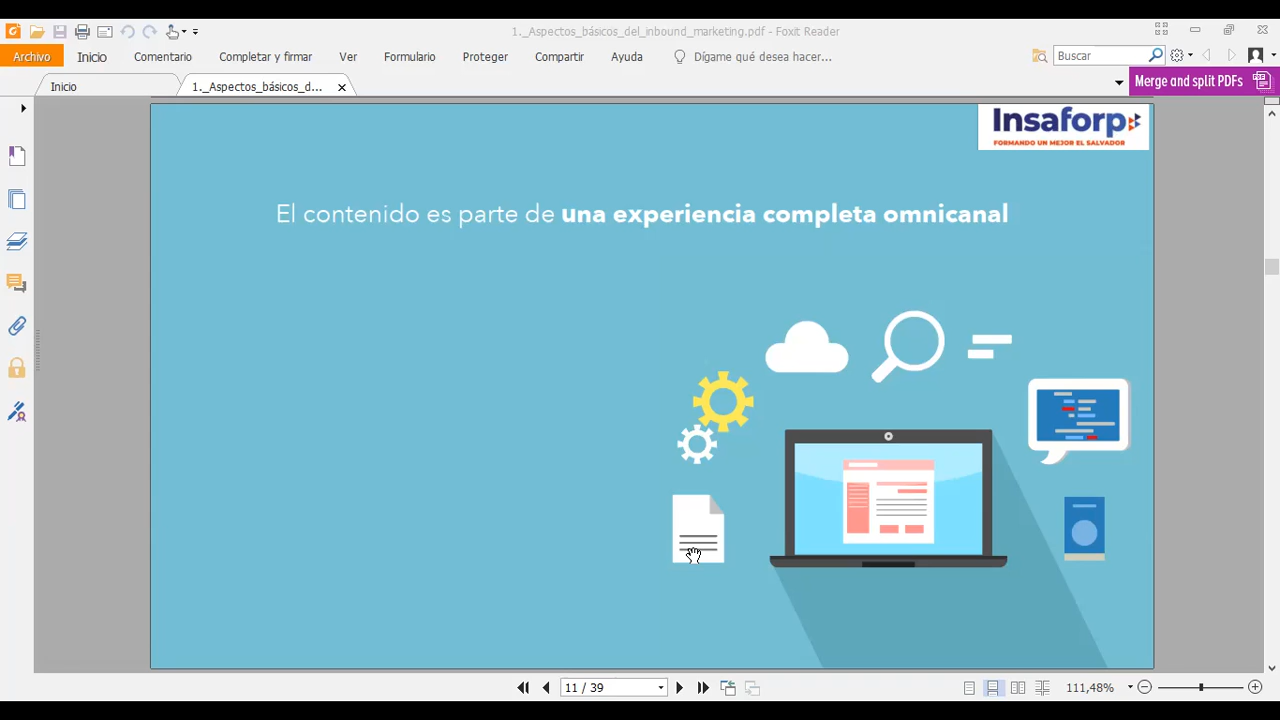 1._Aspectos_básicos_del_inbound_marketing.pdf - Foxit Reader
Archivo Inicio Comentario Completar y firmar Ver Formulario Proteger Compartir Ayuda Dígame qué desea hacer... Buscar
Inicio 1._Aspectos_básicos_d... Merge and split PDFs
Insaforp
FORMANDO UN MEJOR EL SALVADOR
El contenido es parte de una experiencia completa omnicanal
11 / 39 111,48%